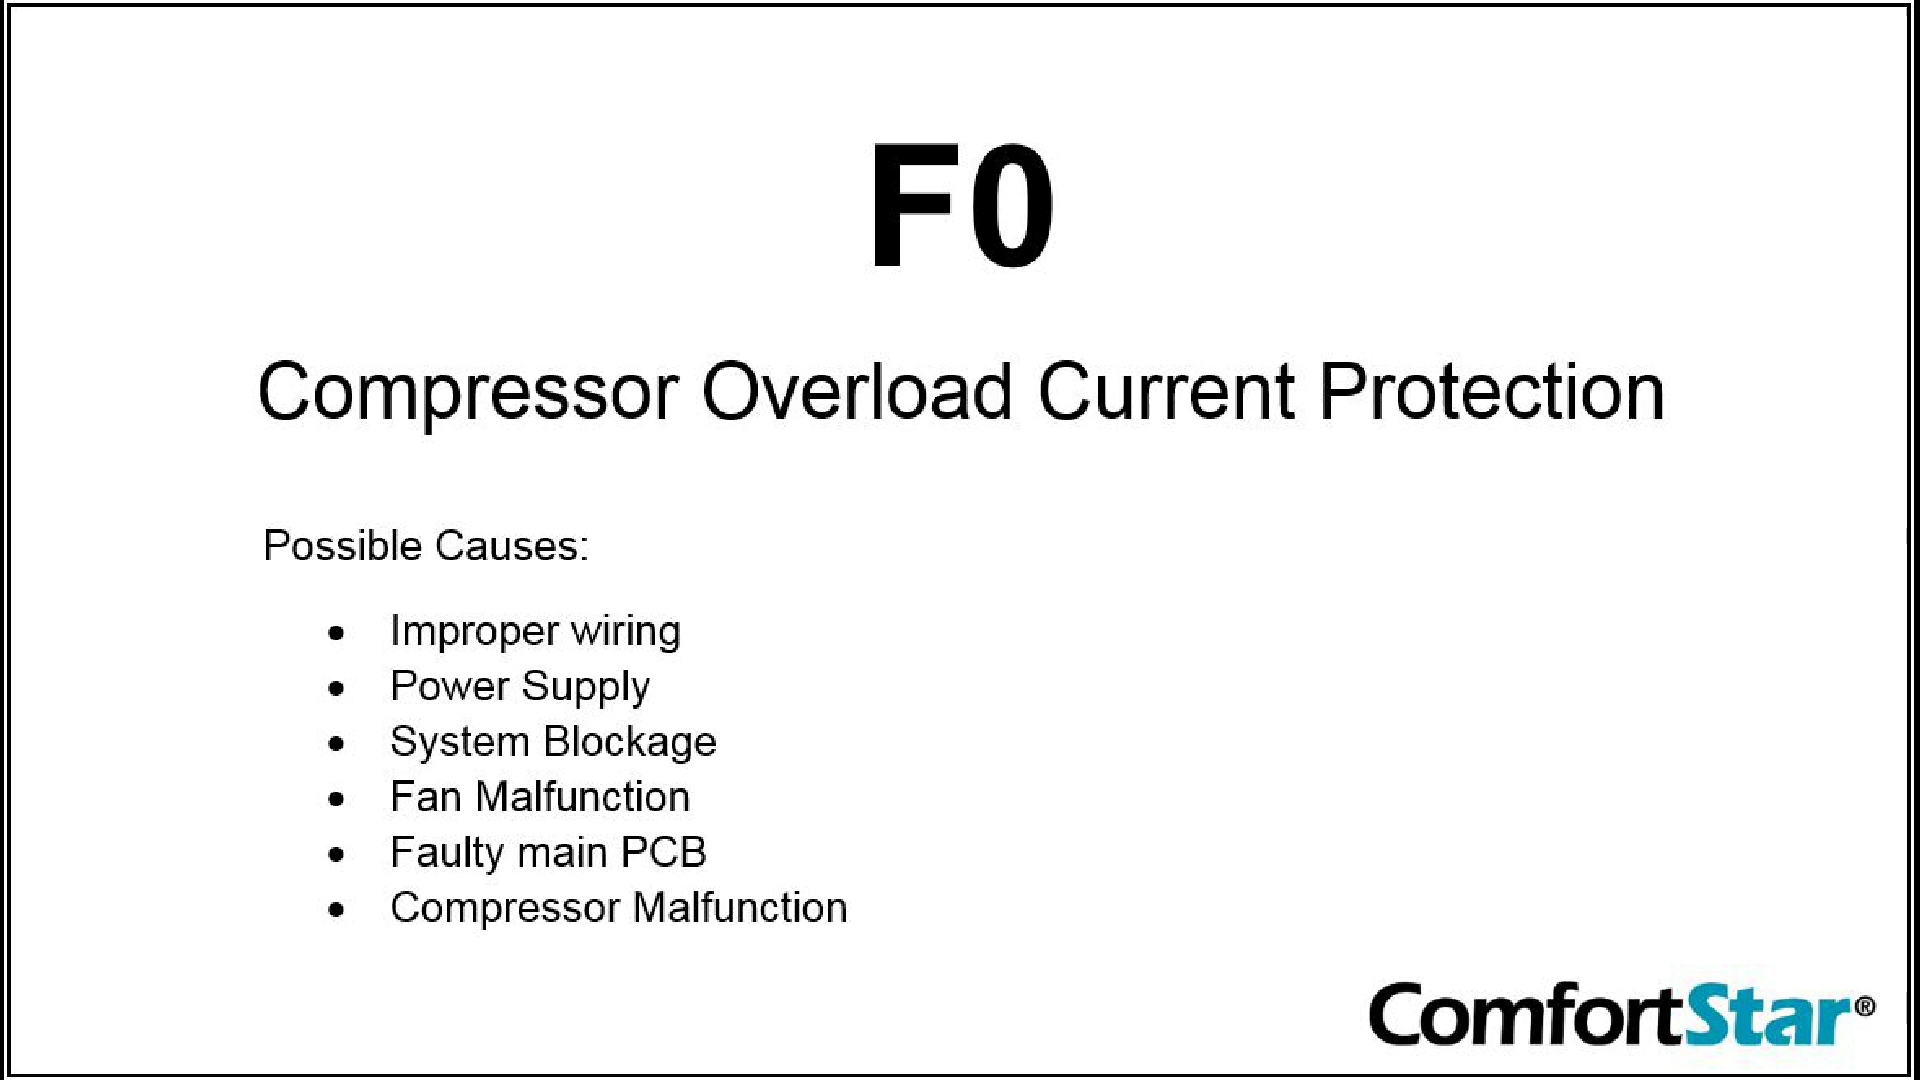 F0
Compressor Overload Current Protection
Possible Causes:
• Improper wiring
• Power Supply
• System Blockage
• Fan Malfunction
• Faulty main PCB
• Compressor Malfunction
ComfortStar®